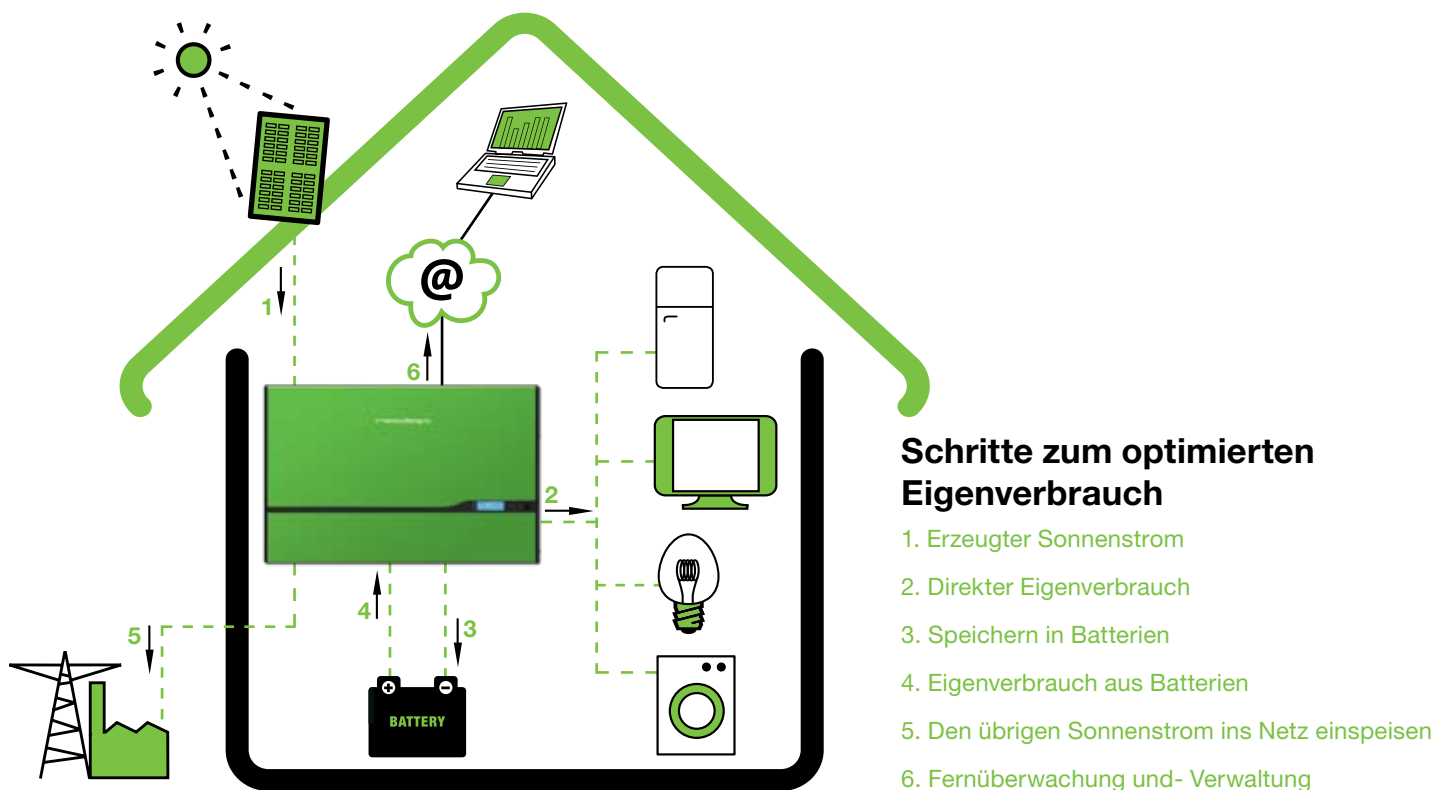 @
1
6
2
4
3
5
BATTERY
Schritte zum optimierten
Eigenverbrauch
1. Erzeugter Sonnenstrom
2. Direkter Eigenverbrauch
3. Speichern in Batterien
4. Eigenverbrauch aus Batterien
5. Den übrigen Sonnenstrom ins Netz einspeisen
6. Fernüberwachung und- Verwaltung